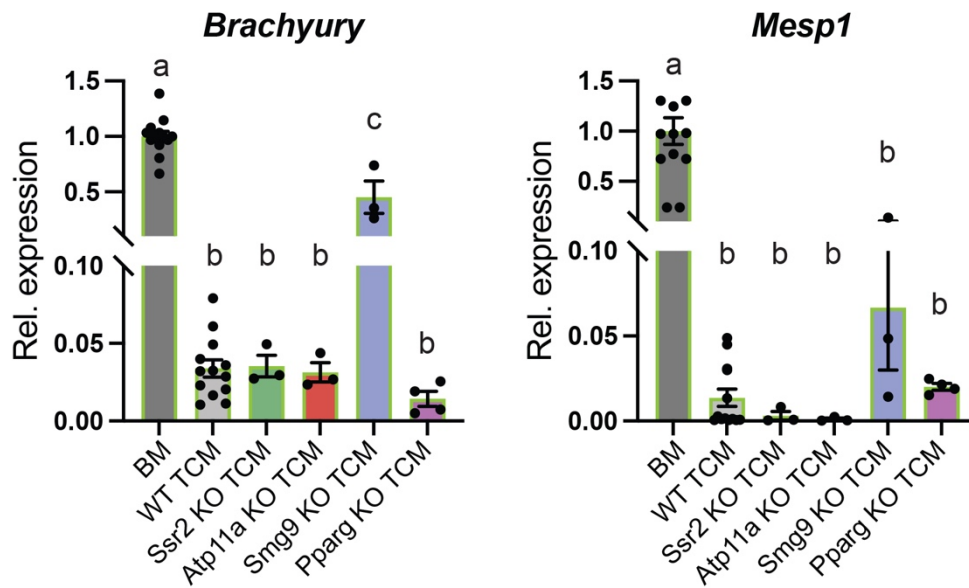 Brachyury
Rel. expression
1.5
1.0
0.5
0.10
0.05
0.00
a
b
b
b
c
b
BM
WT TCM
Ssr2 KO TCM
Atp11a KO TCM
Smg9 KO TCM
Pparg KO TCM
Mesp1
Rel. expression
1.5
1.0
0.5
0.10
0.05
0.00
a
b
b
b
b
b
BM
WT TCM
Ssr2 KO TCM
Atp11a KO TCM
Smg9 KO TCM
Pparg KO TCM